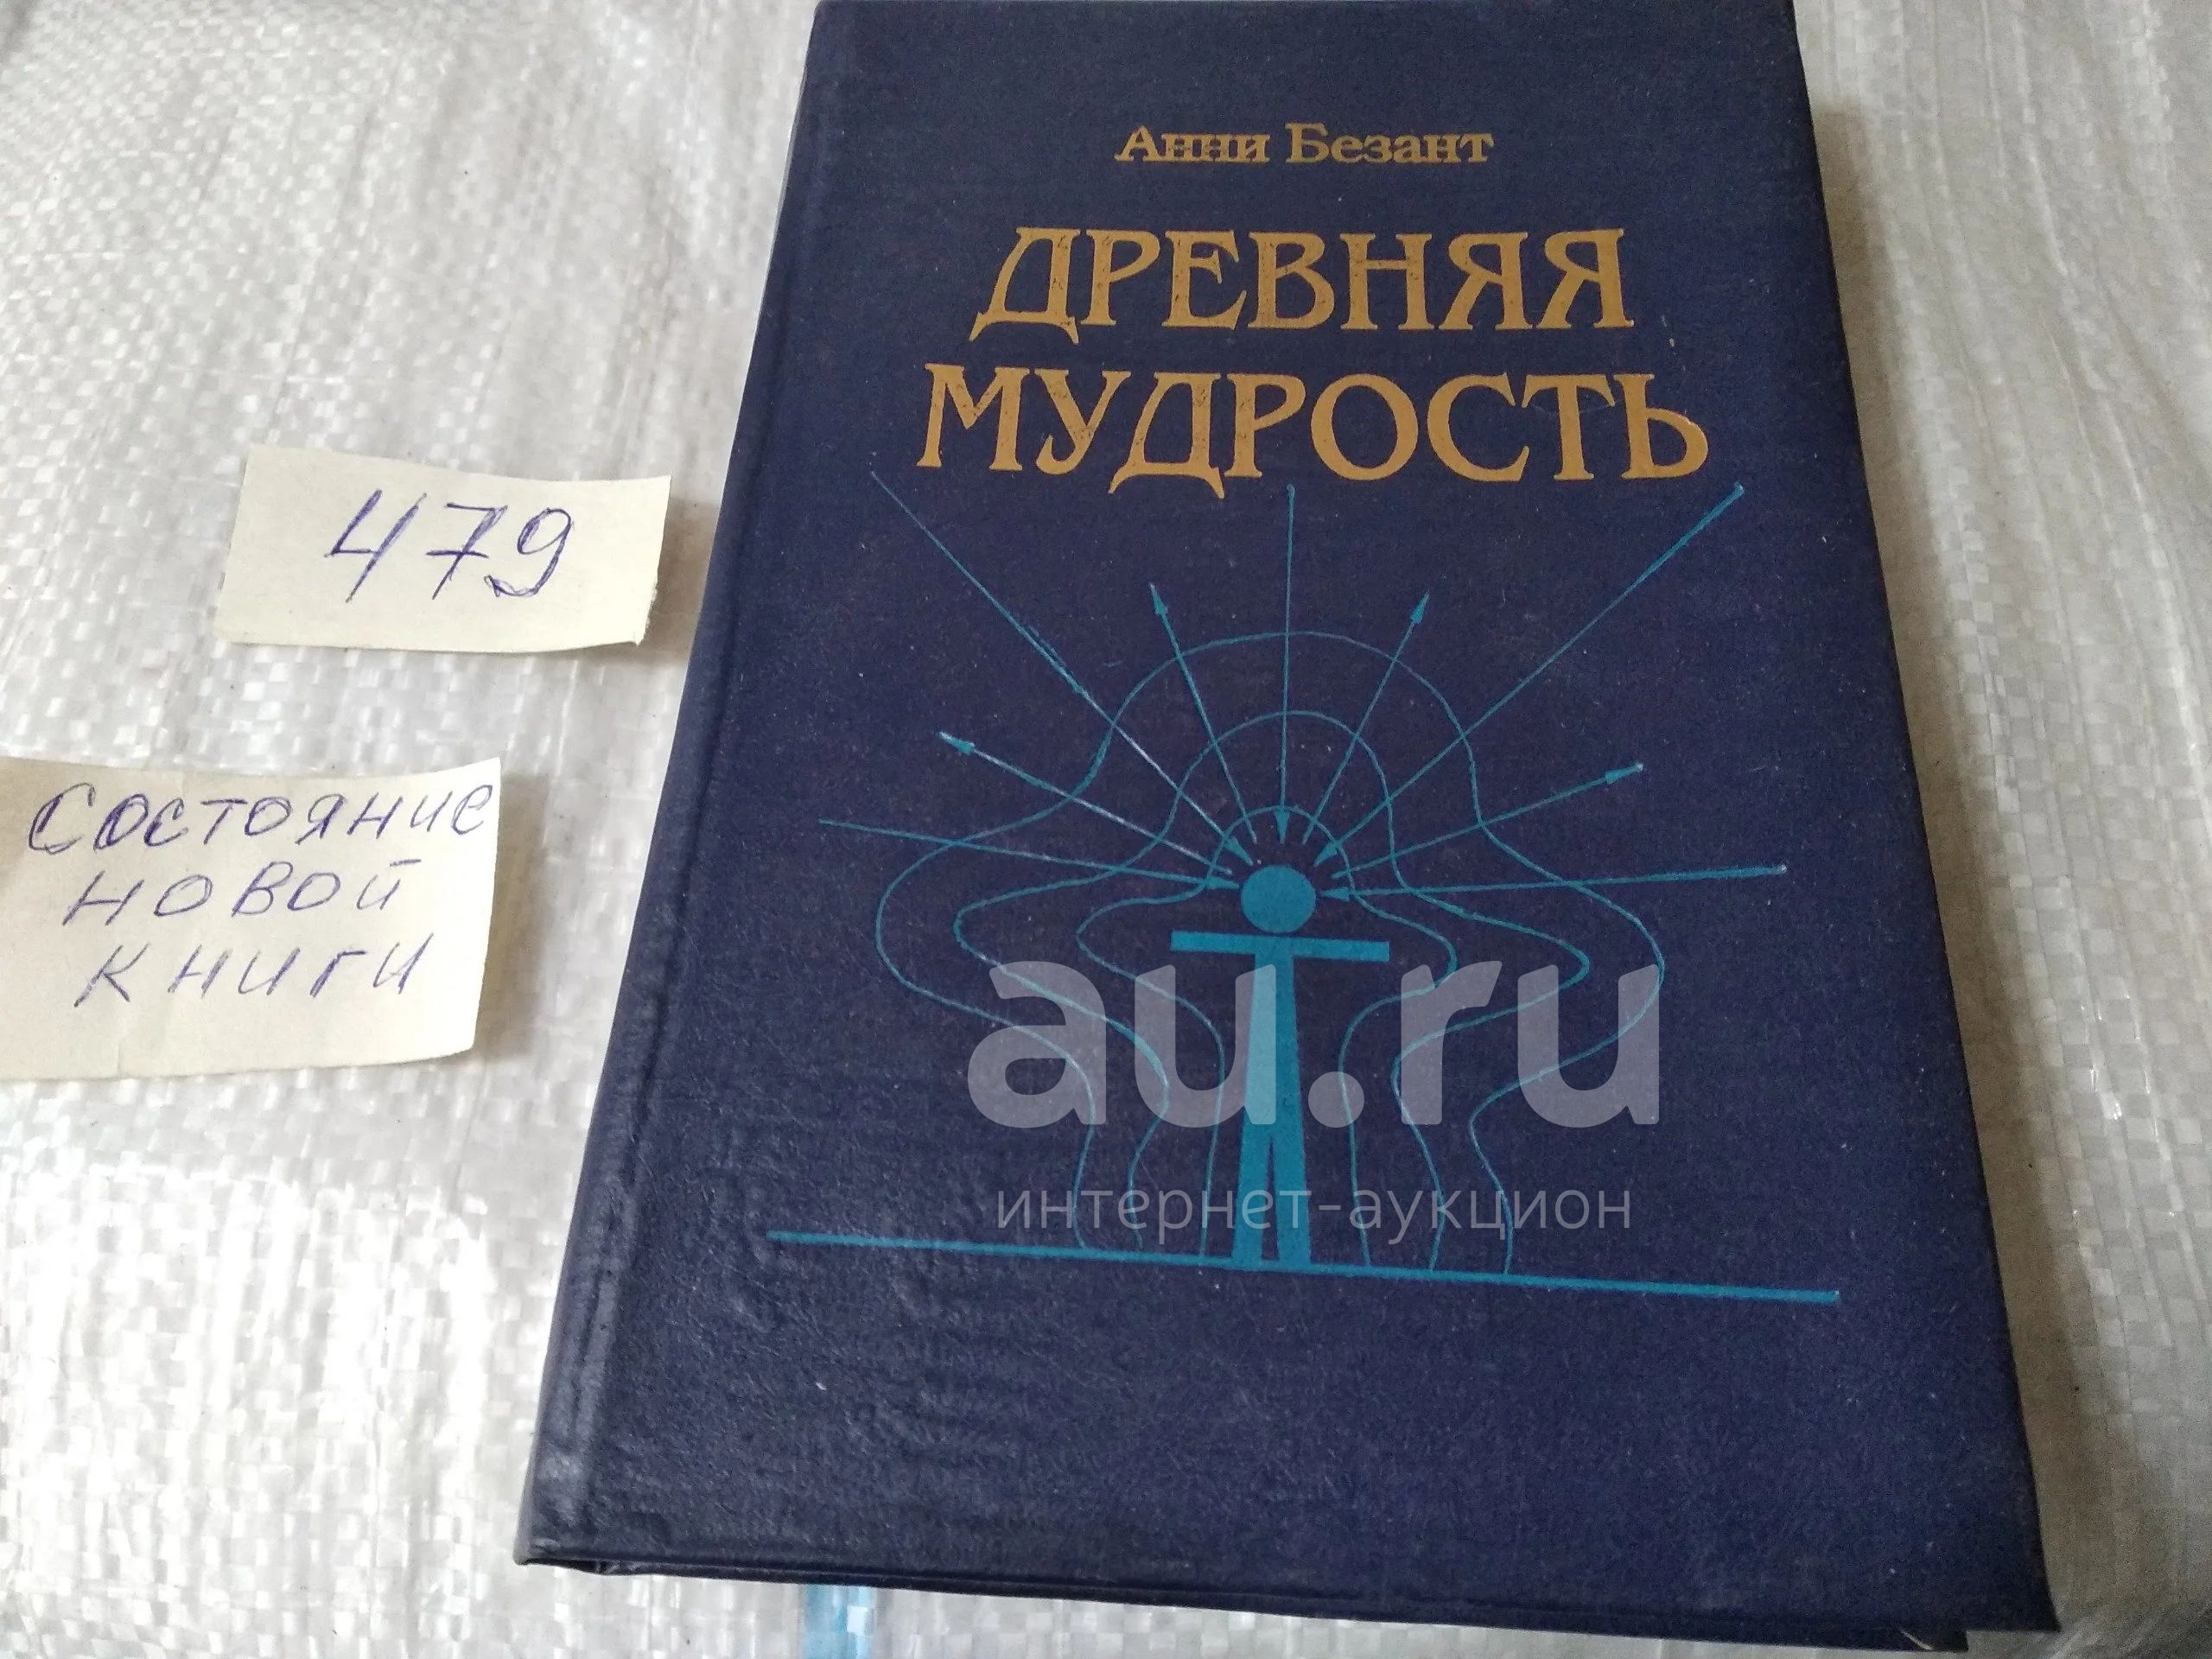 Анни Безант
ДРЕВНЯЯ
МУДРОСТЬ
479
Состояние
новой
книги
au.ru
интернет-аукцион